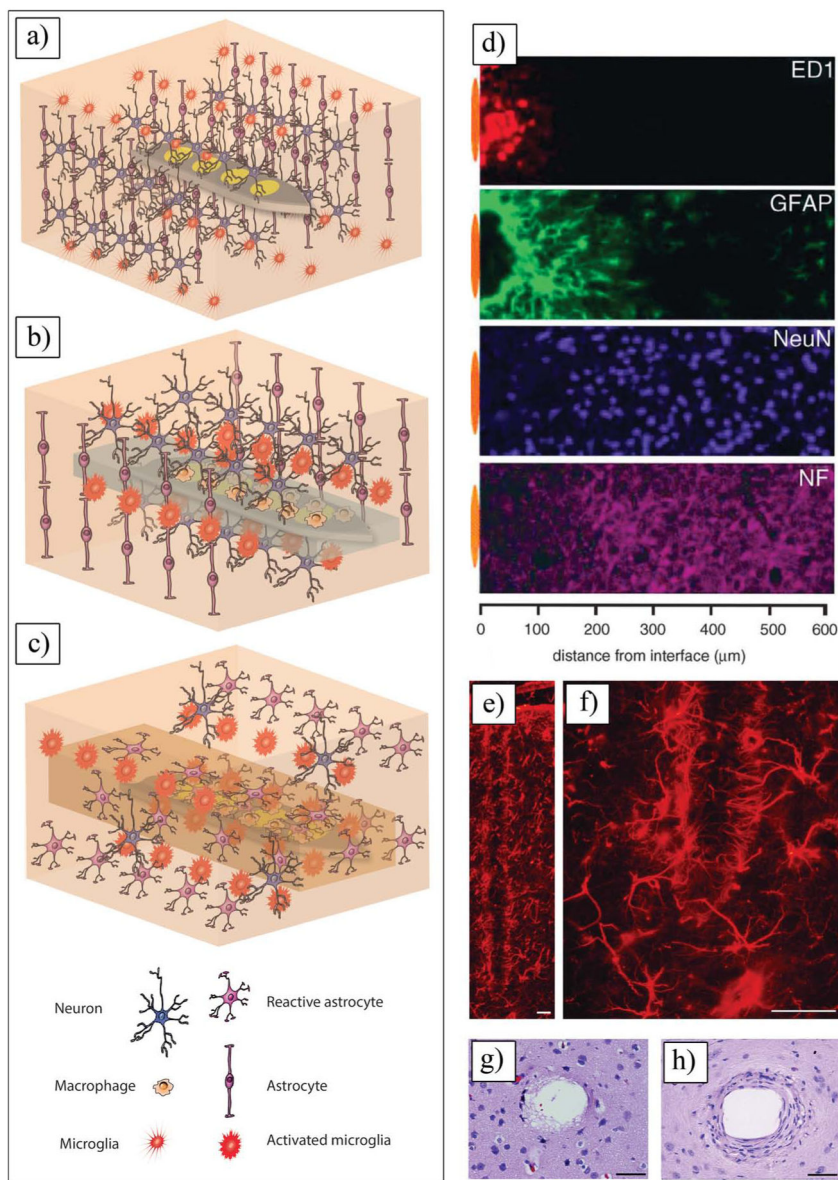 a)
b)
c)
Neuron
Reactive astrocyte
Macrophage
Astrocyte
Microglia
Activated microglia
d)
ED1
GFAP
NeuN
NF
0 100 200 300 400 500 600
distance from interface (μm)
e)
f)
g)
h)